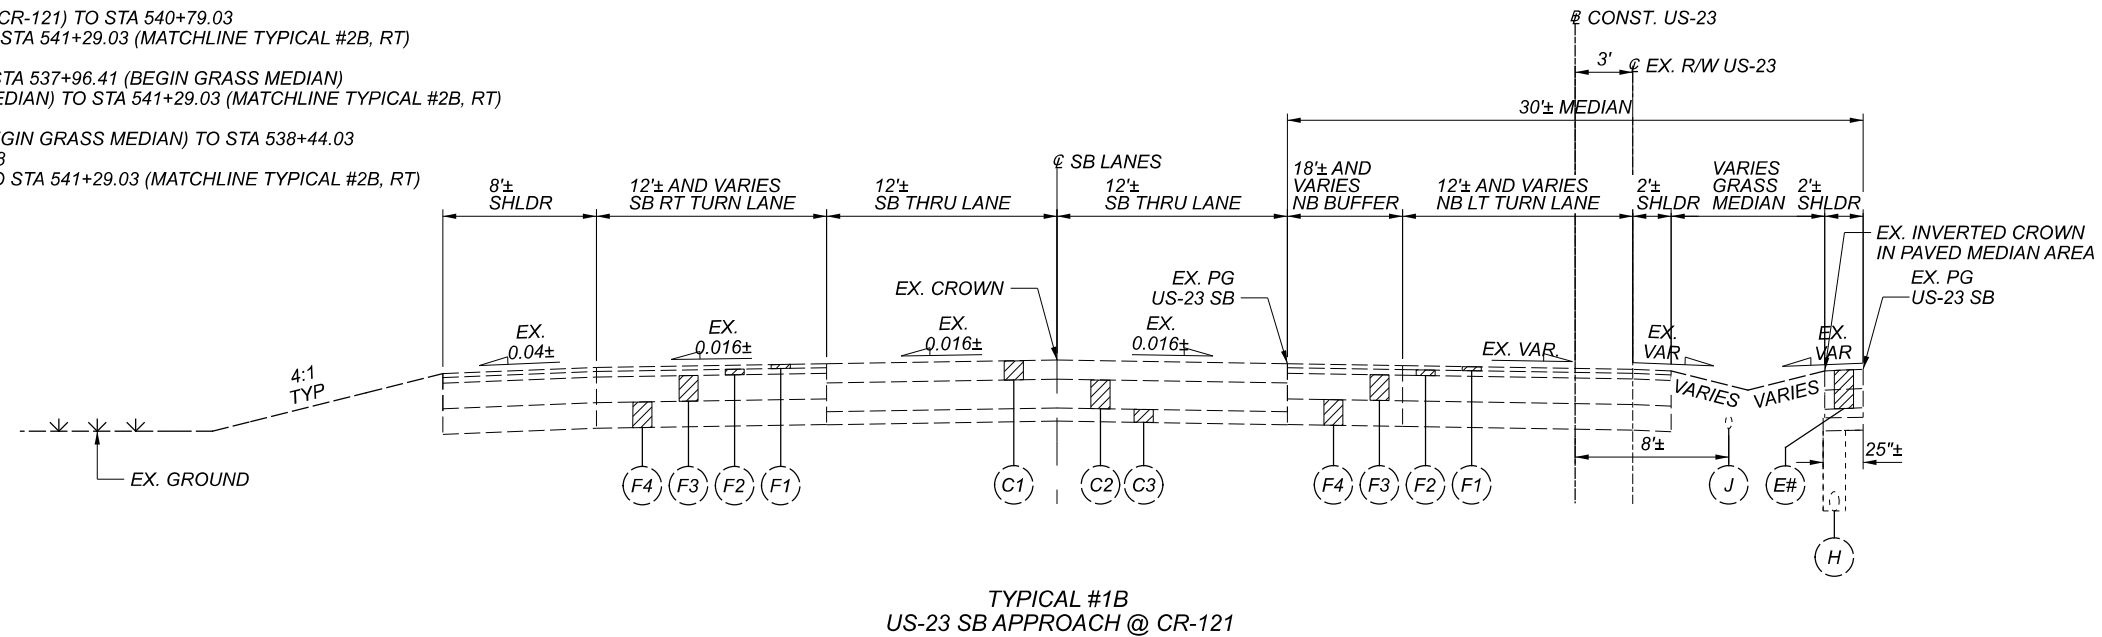 CR-121) TO STA 540+79.03
STA 541+29.03 (MATCHLINE TYPICAL #2B, RT)
STA 537+96.41 (BEGIN GRASS MEDIAN)
EDIAN) TO STA 541+29.03 (MATCHLINE TYPICAL #2B, RT)
GIN GRASS MEDIAN) TO STA 538+44.03
STA 541+29.03 (MATCHLINE TYPICAL #2B, RT)
CONST. US-23
3'
EX. R/W US-23
30'± MEDIAN
℄ SB LANES
8'±
SHLDR
12'± AND VARIES
SB RT TURN LANE
12'±
SB THRU LANE
12'±
SB THRU LANE
18'± AND
VARIES
NB BUFFER
12'± AND VARIES
NB LT TURN LANE
2'±
SHLDR
VARIES
GRASS
MEDIAN
2'±
SHLDR
EX. INVERTED CROWN
IN PAVED MEDIAN AREA
EX. PG
US-23 SB
EX. CROWN
EX. PG
US-23 SB
4:1
TYP
EX.
0.04±
EX.
0.016±
EX.
0.016±
EX.
0.016±
EX. VAR.
EX.
VAR
EX.
VAR
VARIES
VARIES
8'±
25"±
EX. GROUND
F4
F3
F2
F1
C1
C2
C3
F4
F3
F2
F1
J
E#
H
TYPICAL #1B
US-23 SB APPROACH @ CR-121